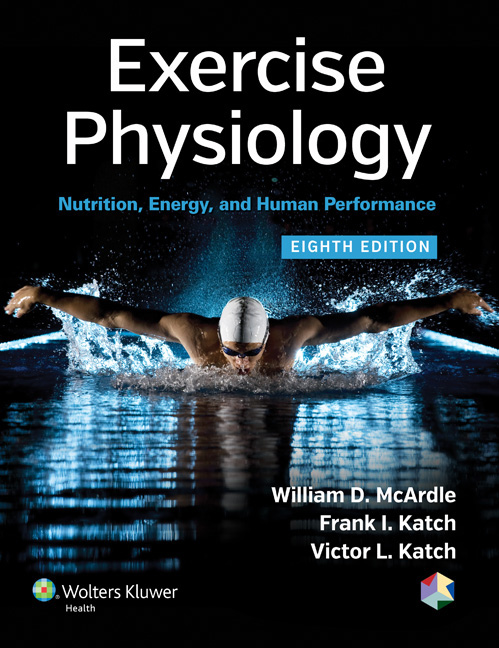 Exercise
Physiology
Nutrition, Energy, and Human Performance
EIGHTH EDITION
William D. McArdle
Frank I. Katch
Victor L. Katch
Wolters Kluwer
Health